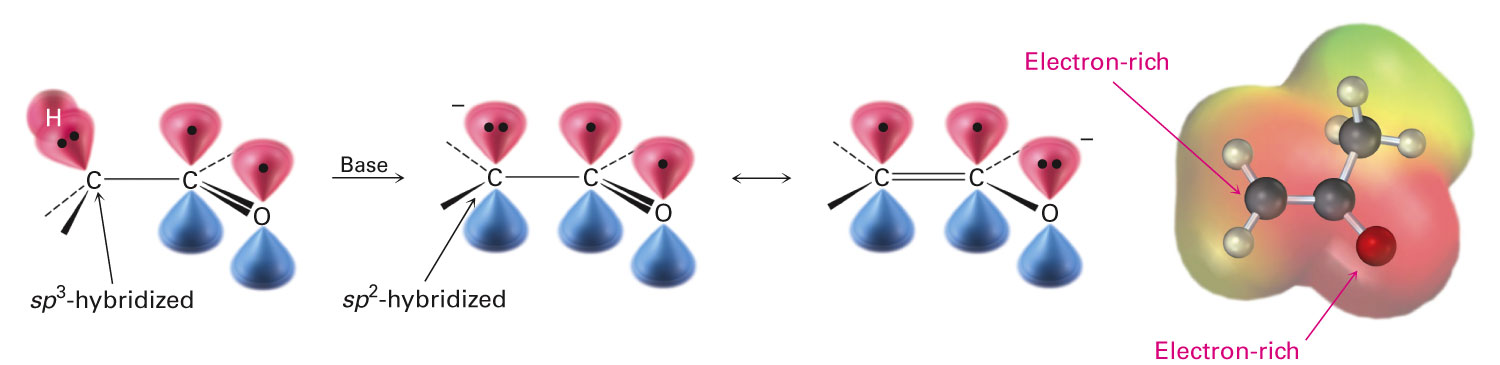 H
C
C
O
sp³-hybridized
Base
−
C
C
O
sp²-hybridized
C
C
O
−
Electron-rich
Electron-rich